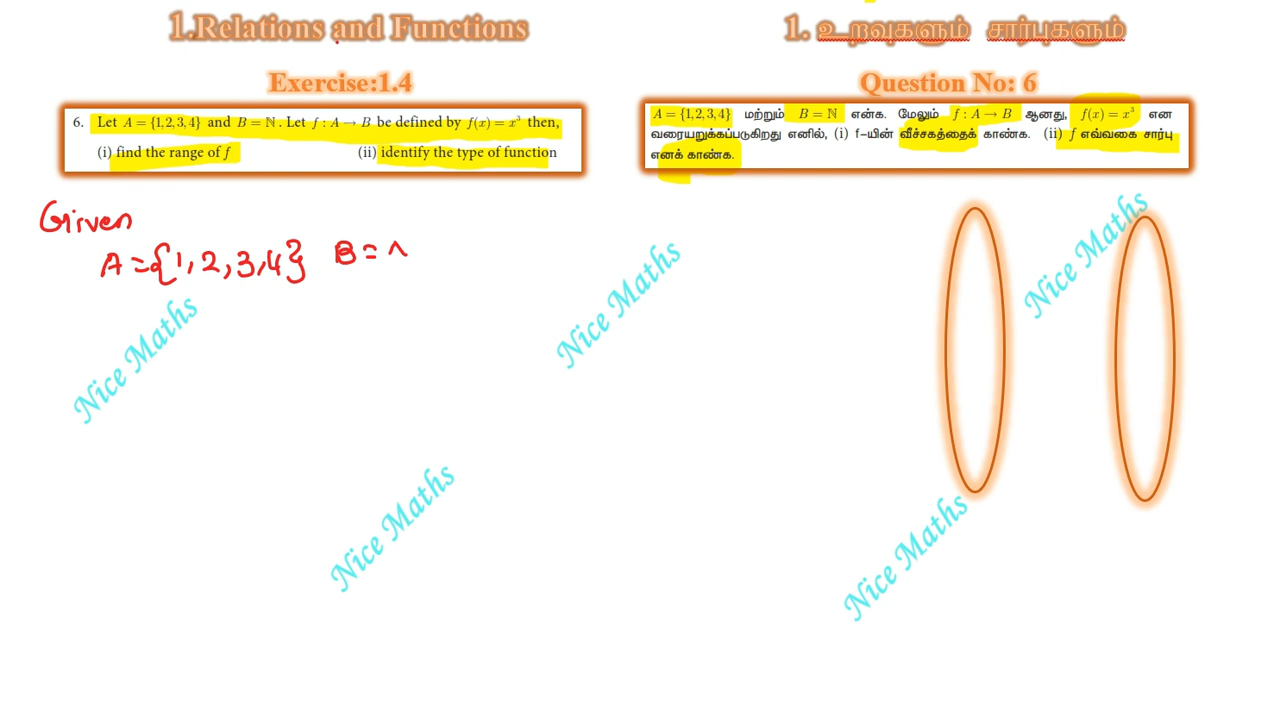 1.Relations and Functions
1. உறவுகளும் சார்புகளும்
Exercise:1.4
Question No: 6
6. Let A = {1,2,3,4} and B = ℕ. Let f : A → B be defined by f(x) = x³ then,
(i) find the range of f (ii) identify the type of function
A = {1,2,3,4} மற்றும் B = ℕ என்க. மேலும் f : A → B ஆனது, f(x) = x³ என
வரையறுக்கப்படுகிறது எனில், (i) f-யின் வீச்சகத்தைக் காண்க. (ii) f எவ்வகை சார்பு
எனக் காண்க.
Given
A = {1, 2, 3, 4} B =
Nice Maths
Nice Maths
Nice Maths
Nice Maths
Nice Maths